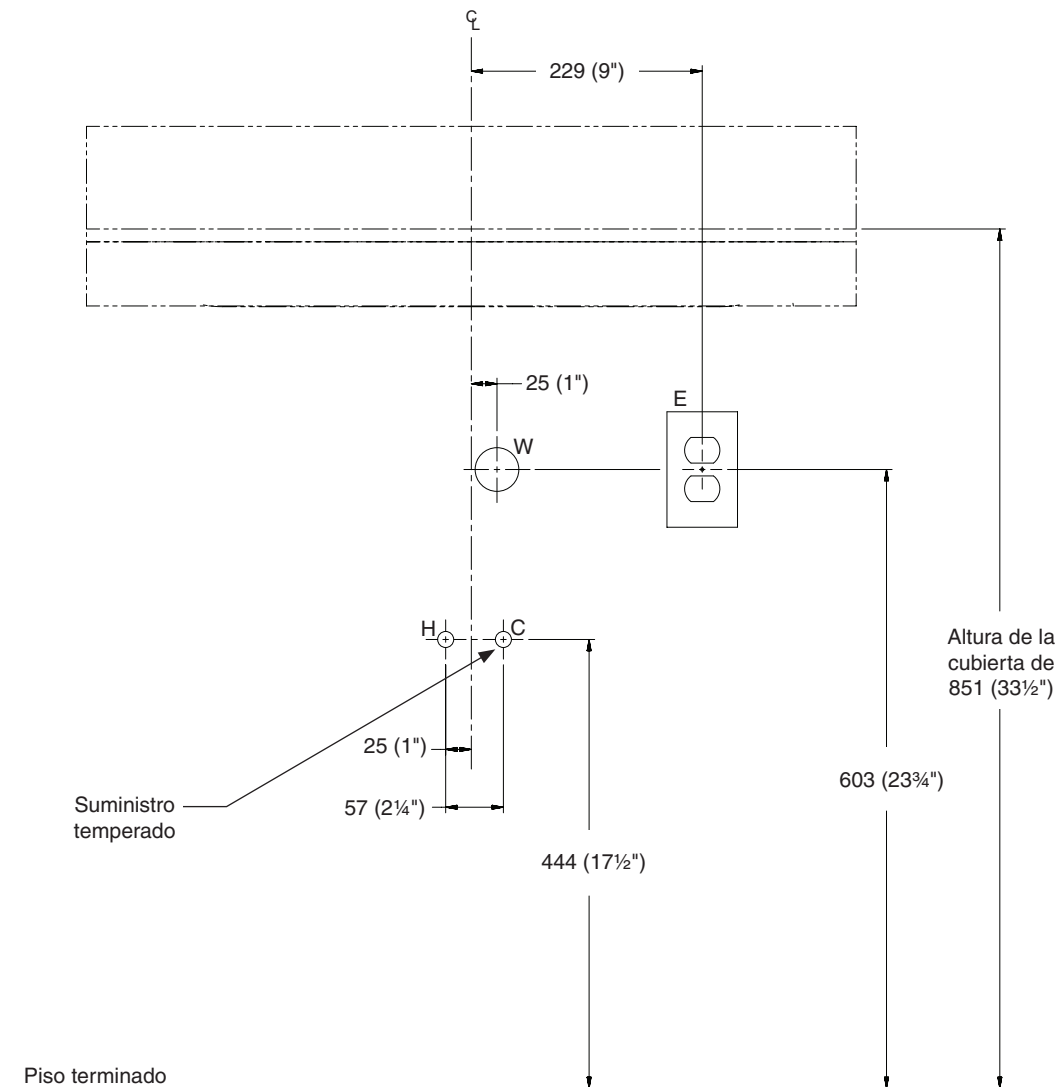 ℄
229 (9")
25 (1")
E
W
H
C
Altura de la
cubierta de
851 (33½")
25 (1")
603 (23¾")
Suministro
temperado
57 (2¼")
444 (17½")
Piso terminado